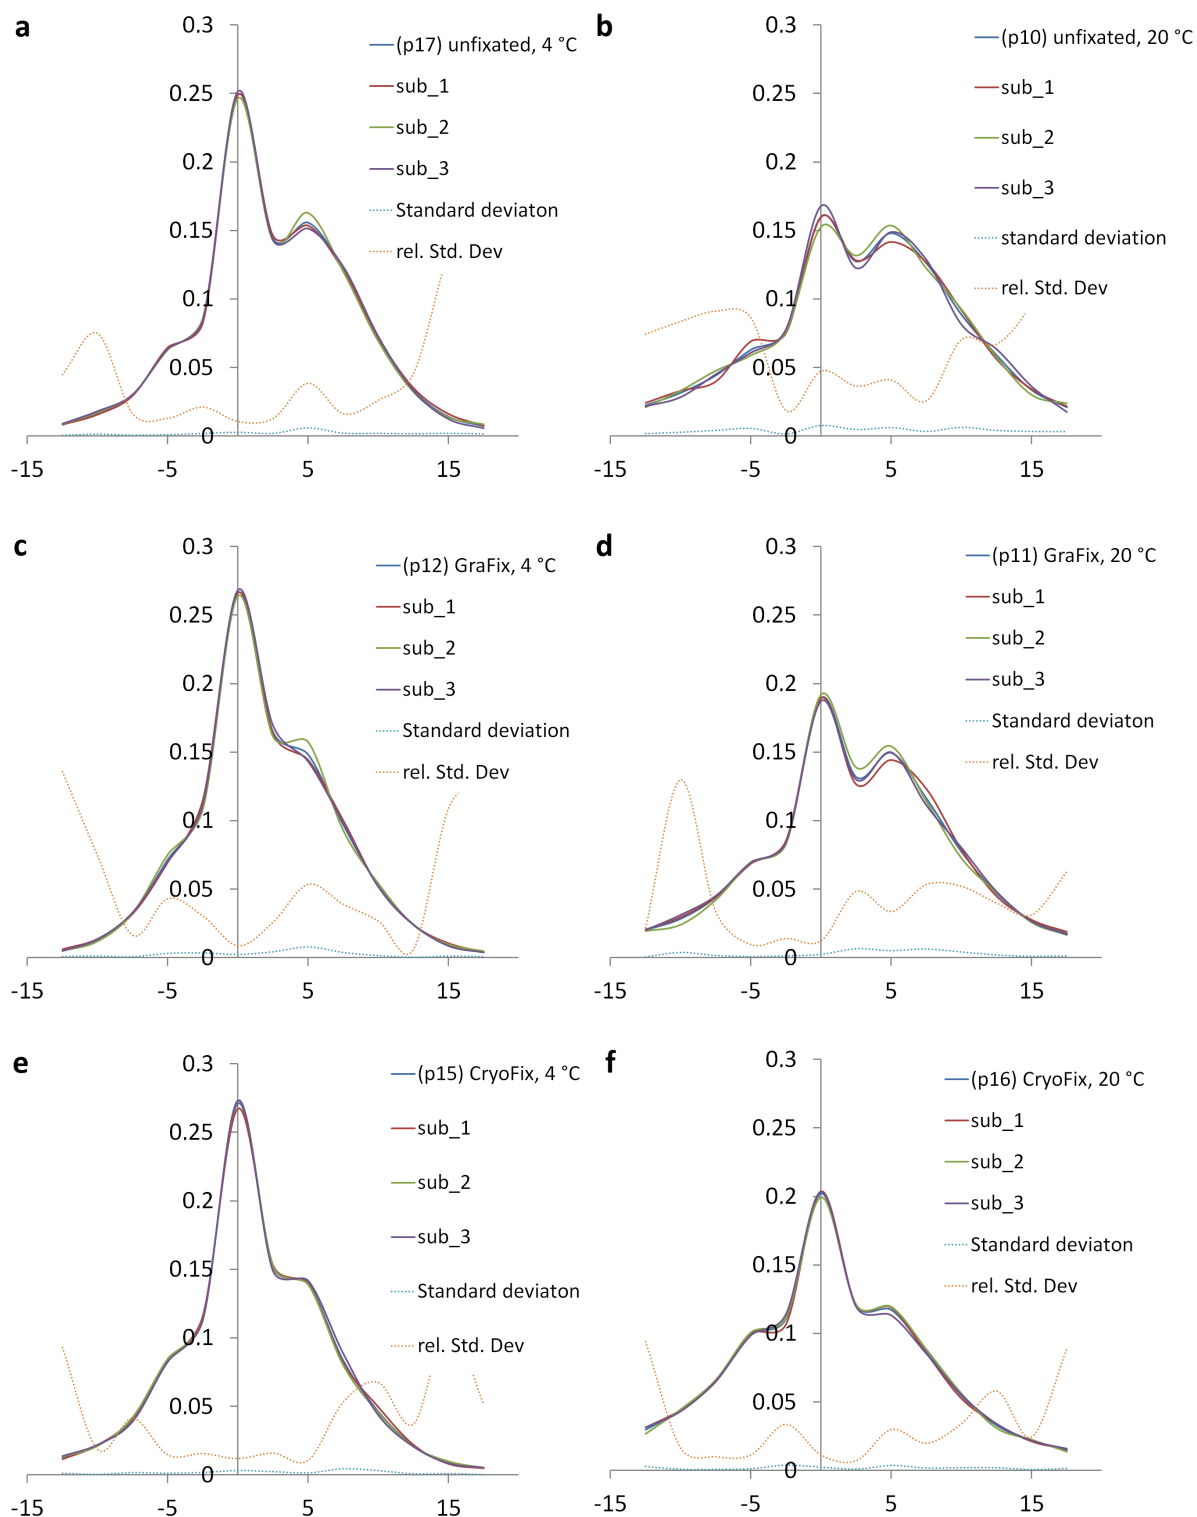 a
0.3
0.25
0.2
0.15
0.1
0.05
0
-15
-5
5
15
(p17) unfixated, 4 °C
sub_1
sub_2
sub_3
Standard deviaton
rel. Std. Dev
b
0.3
0.25
0.2
0.15
0.1
0.05
0
-15
-5
5
15
(p10) unfixated, 20 °C
sub_1
sub_2
sub_3
standard deviation
rel. Std. Dev
c
0.3
0.25
0.2
0.15
0.1
0.05
0
-15
-5
5
15
(p12) GraFix, 4 °C
sub_1
sub_2
sub_3
Standard deviation
rel. Std. Dev
d
0.3
0.25
0.2
0.15
0.1
0.05
0
-15
-5
5
15
(p11) GraFix, 20 °C
sub_1
sub_2
sub_3
Standard deviaton
rel. Std. Dev
e
0.3
0.25
0.2
0.15
0.1
0.05
0
-15
-5
5
15
(p15) CryoFix, 4 °C
sub_1
sub_2
sub_3
Standard deviaton
rel. Std. Dev
f
0.3
0.25
0.2
0.15
0.1
0.05
0
-15
-5
5
15
(p16) CryoFix, 20 °C
sub_1
sub_2
sub_3
Standard deviaton
rel. Std. Dev